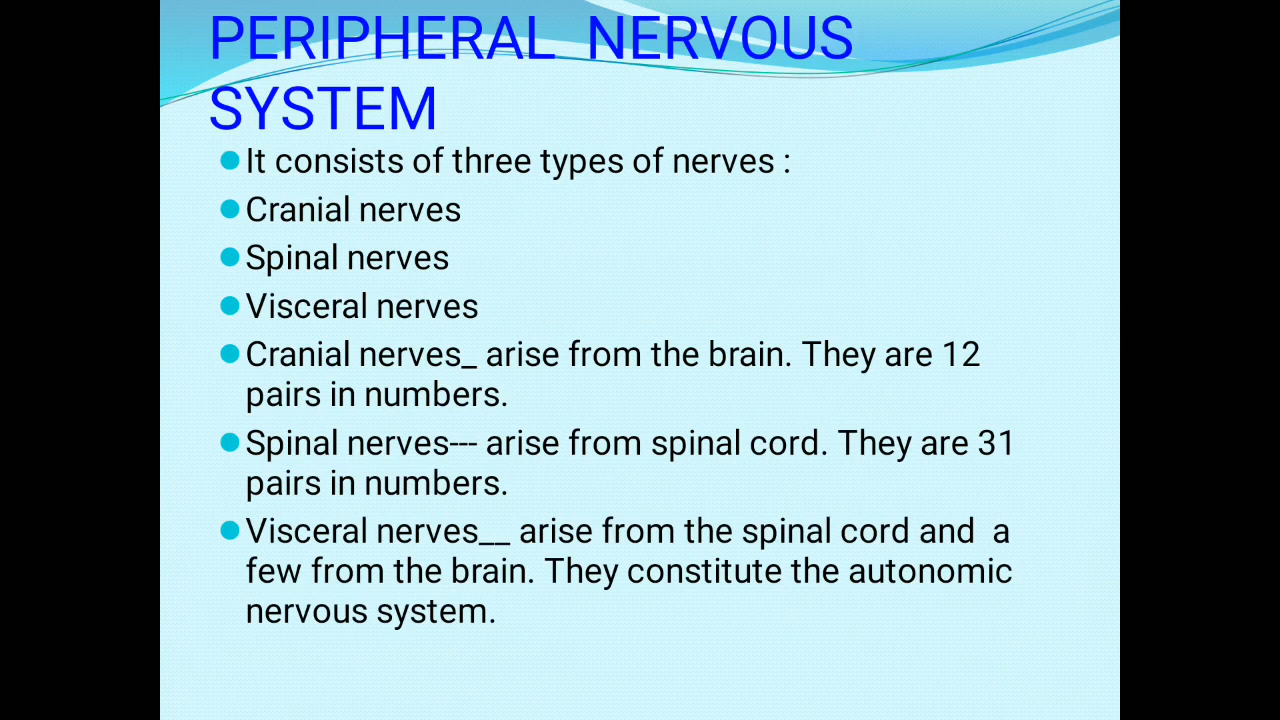 PERIPHERAL  NERVOUS
SYSTEM
It consists of three types of nerves :
Cranial nerves
Spinal nerves
Visceral nerves
Cranial nerves_ arise from the brain. They are 12
pairs in numbers.
Spinal nerves--- arise from spinal cord. They are 31
pairs in numbers.
Visceral nerves__ arise from the spinal cord and  a
few from the brain. They constitute the autonomic
nervous system.